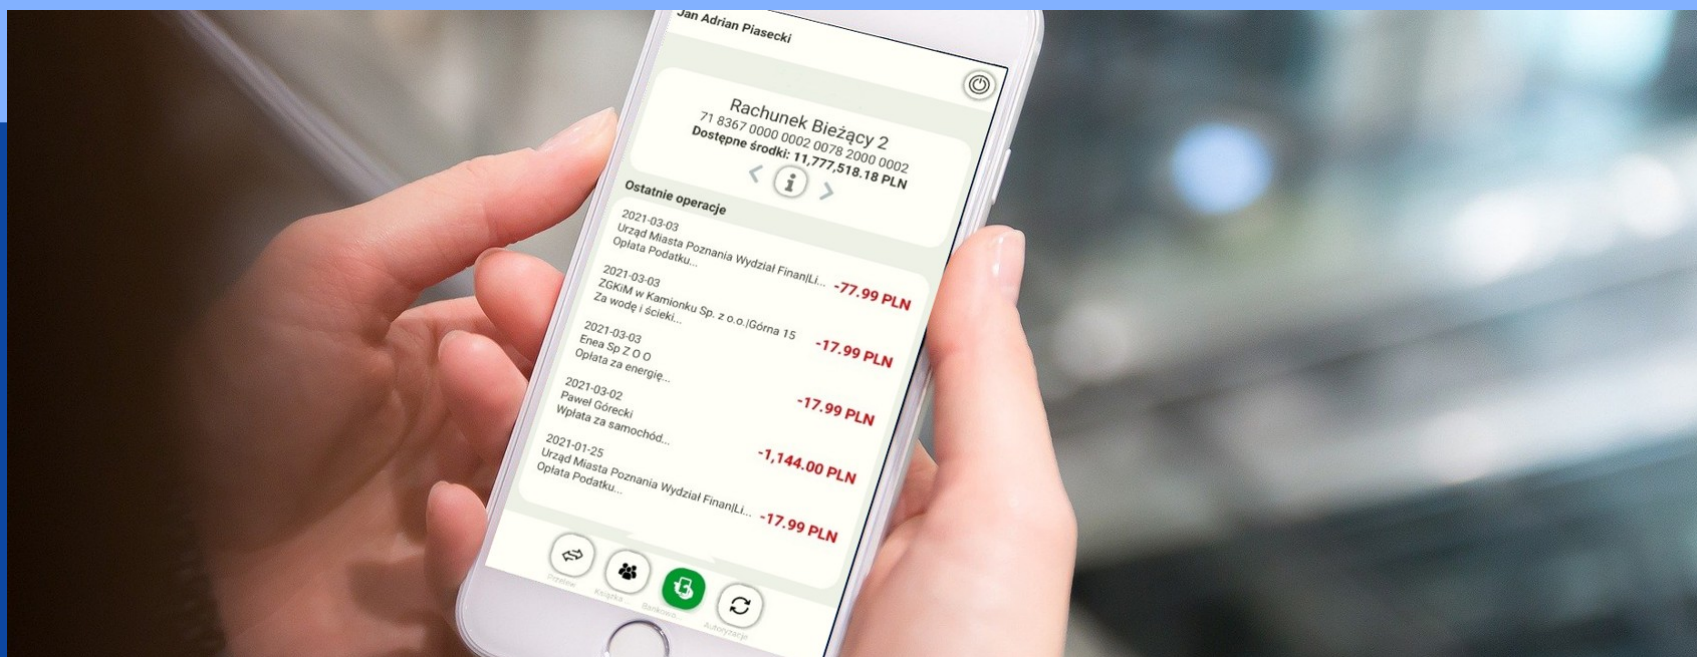 Jan Adrian Piasecki
Rachunek Bieżący 2
71 8367 0000 0002 0078 2000 0002
Dostępne środki: 11,777,518.18 PLN
Ostatnie operacje
2021-03-03
Urząd Miasta Poznania Wydział Finan|Li... -77.99 PLN
Opłata Podatku...
2021-03-03
ZGKiM w Kamionku Sp. z o.o.|Górna 15 -17.99 PLN
Za wodę i ścieki...
2021-03-03
Enea Sp Z O O -17.99 PLN
Opłata za energię...
2021-03-02
Paweł Górecki -1,144.00 PLN
Wpłata za samochód...
2021-01-25
Urząd Miasta Poznania Wydział Finan|Li... -17.99 PLN
Opłata Podatku...
Przelew... Książka ... Bankowo... Autoryzacje